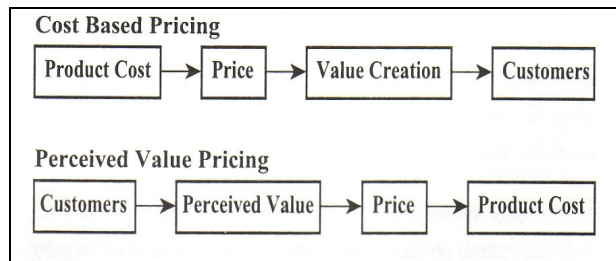 Cost Based Pricing
Product Cost Price Value Creation Customers
Perceived Value Pricing
Customers Perceived Value Price Product Cost